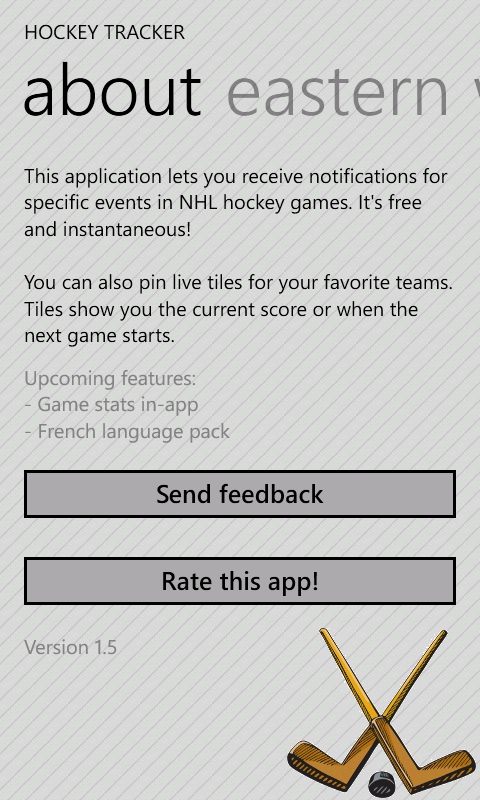 HOCKEY TRACKER
about eastern
This application lets you receive notifications for
specific events in NHL hockey games. It's free
and instantaneous!
You can also pin live tiles for your favorite teams.
Tiles show you the current score or when the
next game starts.
Upcoming features:
- Game stats in-app
- French language pack
Send feedback
Rate this app!
Version 1.5